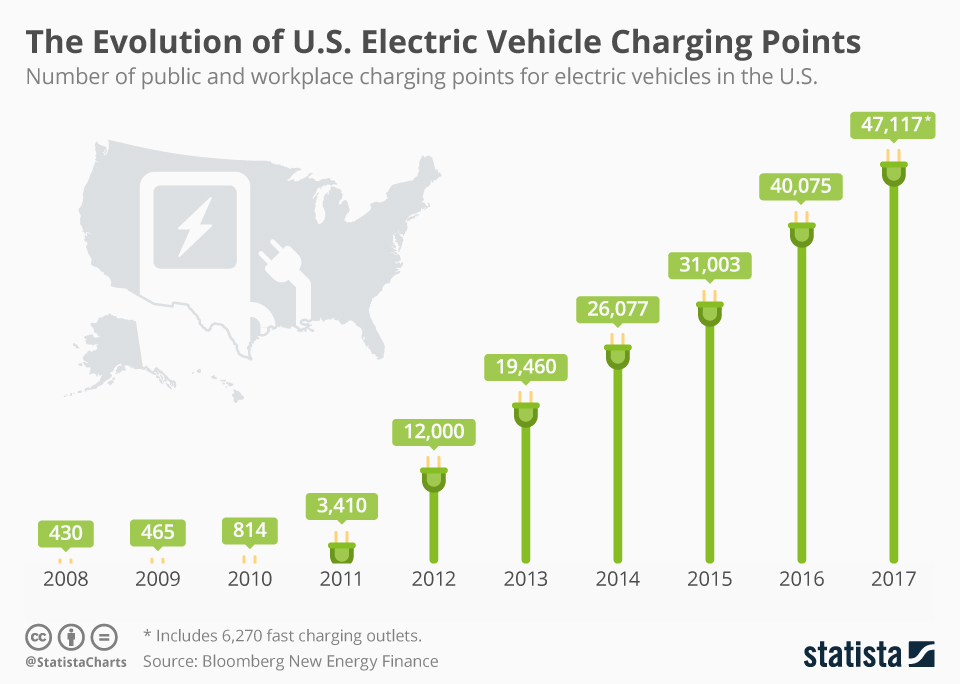 The Evolution of U.S. Electric Vehicle Charging Points
Number of public and workplace charging points for electric vehicles in the U.S.
430
465
814
3,410
12,000
19,460
26,077
31,003
40,075
47,117*
2008 2009 2010 2011 2012 2013 2014 2015 2016 2017
cc
@StatistaCharts
* Includes 6,270 fast charging outlets.
Source: Bloomberg New Energy Finance
statista